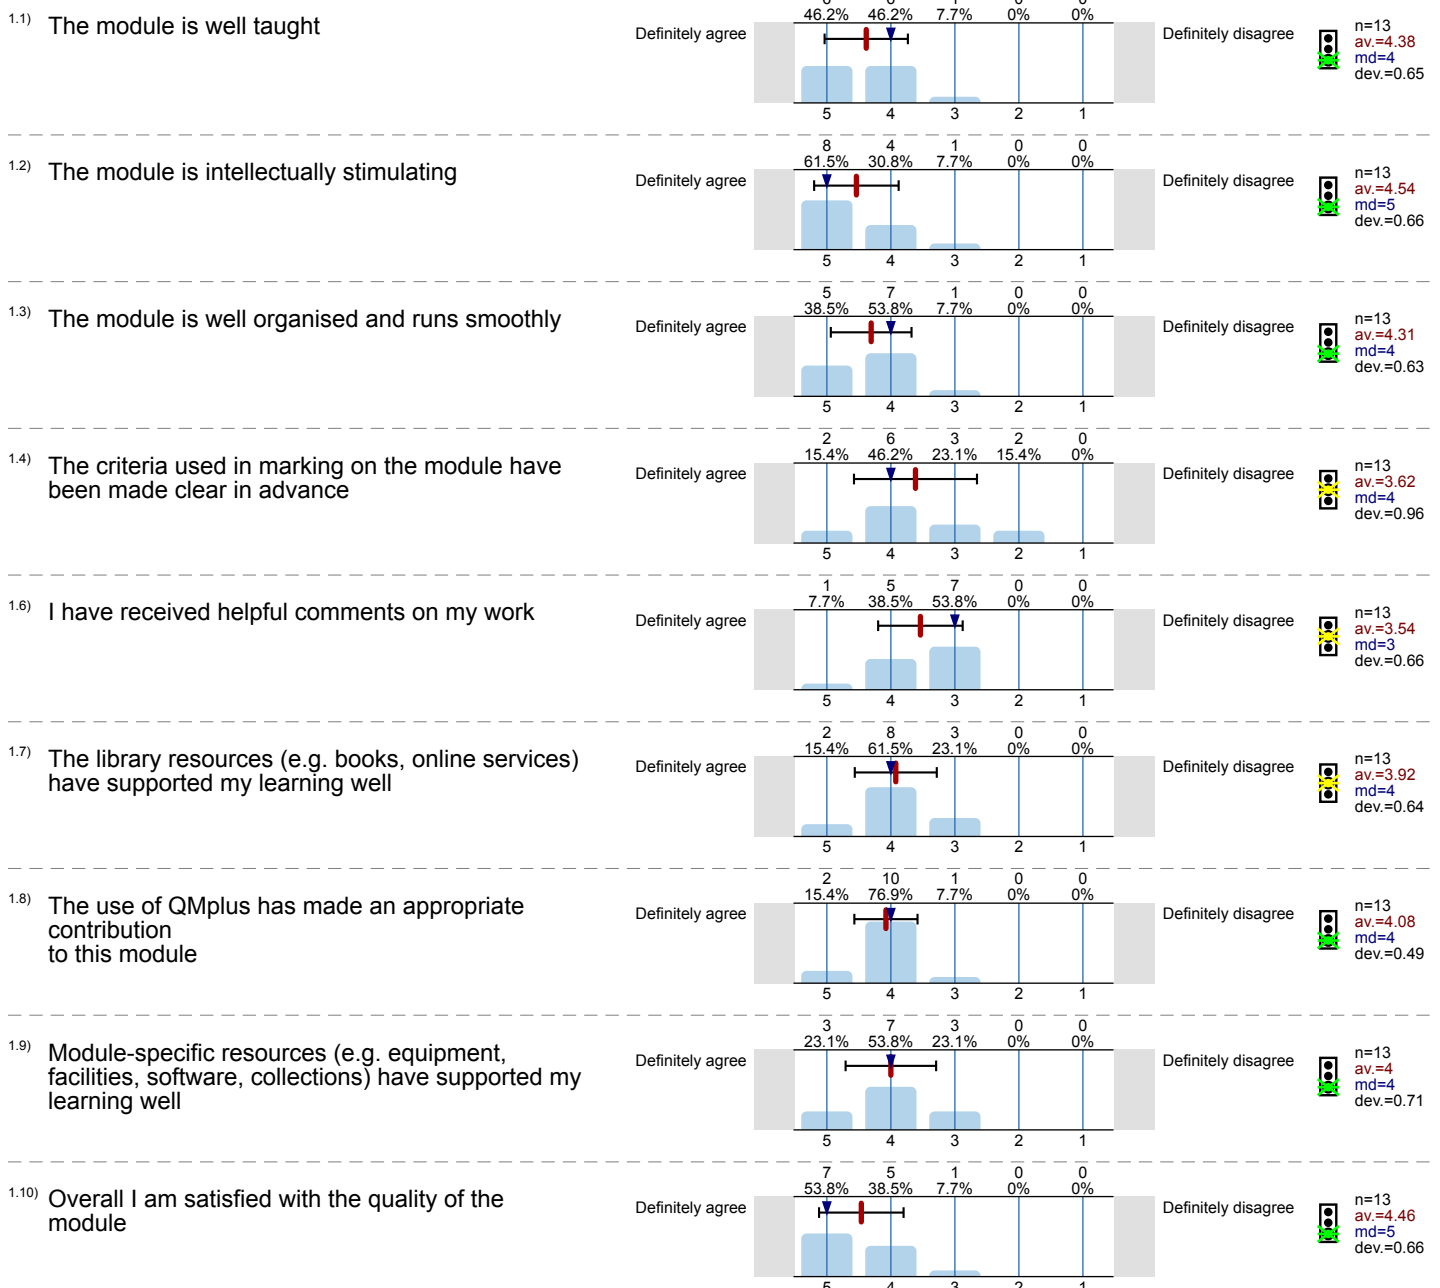 6 6 1 0 0
46.2% 46.2% 7.7% 0% 0%
1.1) The module is well taught
Definitely agree
Definitely disagree
n=13
av.=4.38
md=4
dev.=0.65
5 4 3 2 1
8 4 1 0 0
61.5% 30.8% 7.7% 0% 0%
1.2) The module is intellectually stimulating
Definitely agree
Definitely disagree
n=13
av.=4.54
md=5
dev.=0.66
5 4 3 2 1
5 7 1 0 0
38.5% 53.8% 7.7% 0% 0%
1.3) The module is well organised and runs smoothly
Definitely agree
Definitely disagree
n=13
av.=4.31
md=4
dev.=0.63
5 4 3 2 1
2 6 3 2 0
15.4% 46.2% 23.1% 15.4% 0%
1.4) The criteria used in marking on the module have
been made clear in advance
Definitely agree
Definitely disagree
n=13
av.=3.62
md=4
dev.=0.96
5 4 3 2 1
1 5 7 0 0
7.7% 38.5% 53.8% 0% 0%
1.6) I have received helpful comments on my work
Definitely agree
Definitely disagree
n=13
av.=3.54
md=3
dev.=0.66
5 4 3 2 1
2 8 3 0 0
15.4% 61.5% 23.1% 0% 0%
1.7) The library resources (e.g. books, online services)
have supported my learning well
Definitely agree
Definitely disagree
n=13
av.=3.92
md=4
dev.=0.64
5 4 3 2 1
2 10 1 0 0
15.4% 76.9% 7.7% 0% 0%
1.8) The use of QMplus has made an appropriate
contribution
to this module
Definitely agree
Definitely disagree
n=13
av.=4.08
md=4
dev.=0.49
5 4 3 2 1
3 7 3 0 0
23.1% 53.8% 23.1% 0% 0%
1.9) Module-specific resources (e.g. equipment,
facilities, software, collections) have supported my
learning well
Definitely agree
Definitely disagree
n=13
av.=4
md=4
dev.=0.71
5 4 3 2 1
7 5 1 0 0
53.8% 38.5% 7.7% 0% 0%
1.10) Overall I am satisfied with the quality of the
module
Definitely agree
Definitely disagree
n=13
av.=4.46
md=5
dev.=0.66
5 4 3 2 1